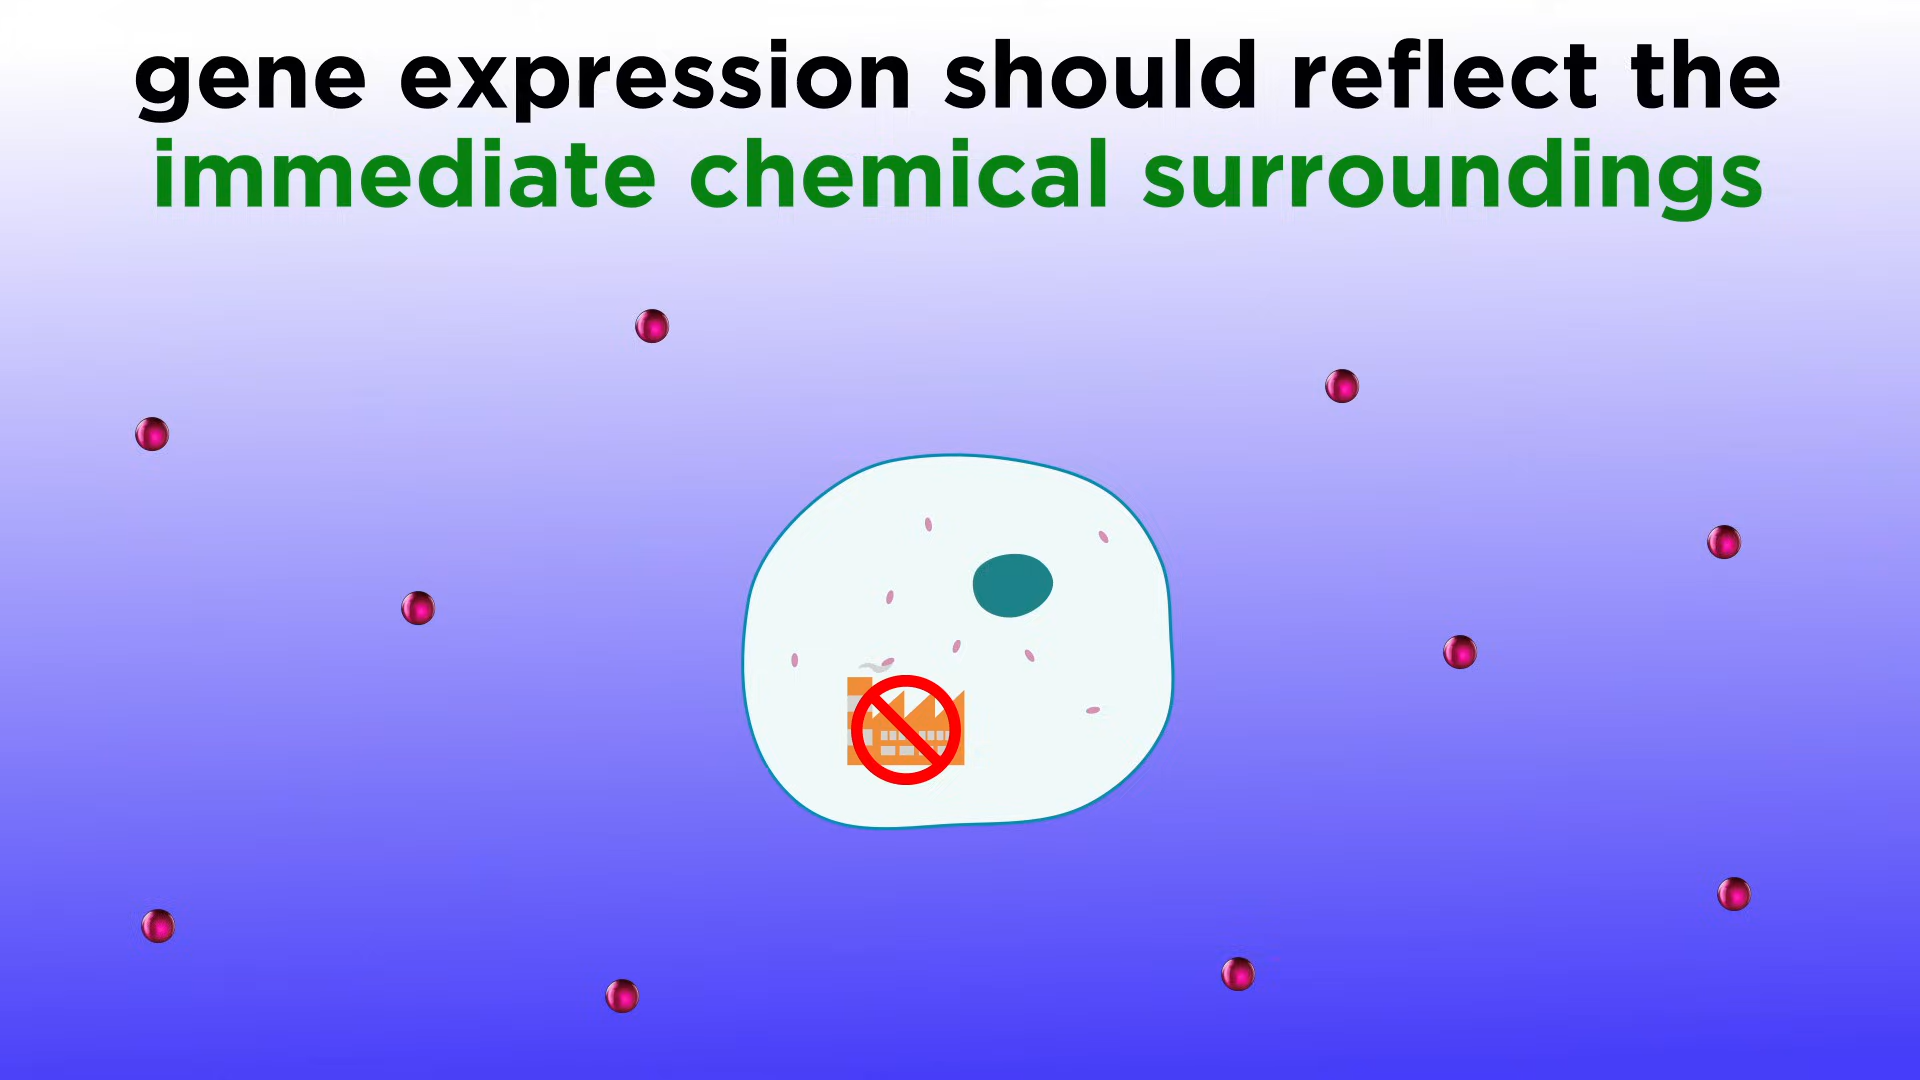 gene expression should reflect the
immediate chemical surroundings